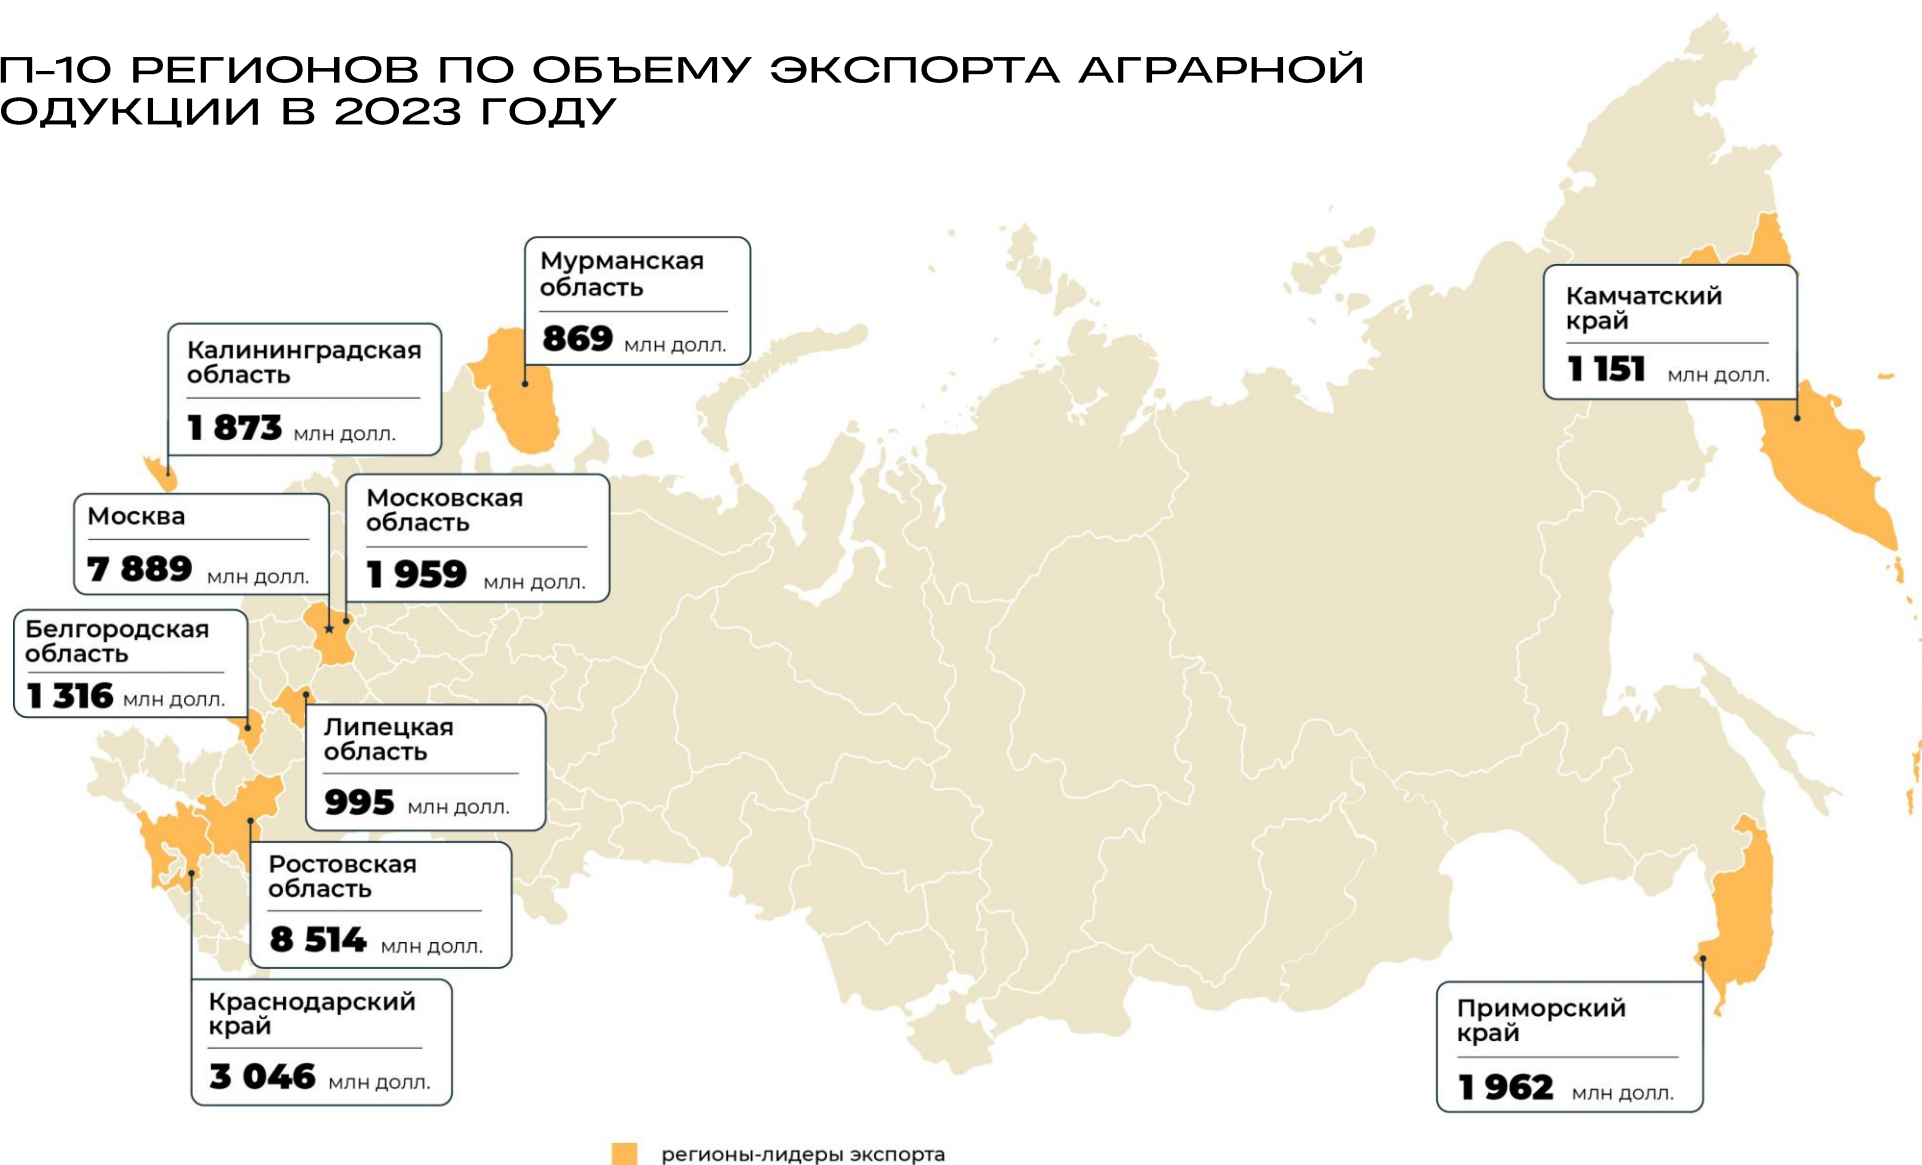 П-10 РЕГИОНОВ ПО ОБЪЕМУ ЭКСПОРТА АГРАРНОЙ
ОДУКЦИИ В 2023 ГОДУ
Мурманская
область
869 млн долл.
Калининградская
область
1 873 млн долл.
Камчатский
край
1 151 млн долл.
Москва
7 889 млн долл.
Московская
область
1 959 млн долл.
Белгородская
область
1 316 млн долл.
Липецкая
область
995 млн долл.
Ростовская
область
8 514 млн долл.
Краснодарский
край
3 046 млн долл.
Приморский
край
1 962 млн долл.
регионы-лидеры экспорта